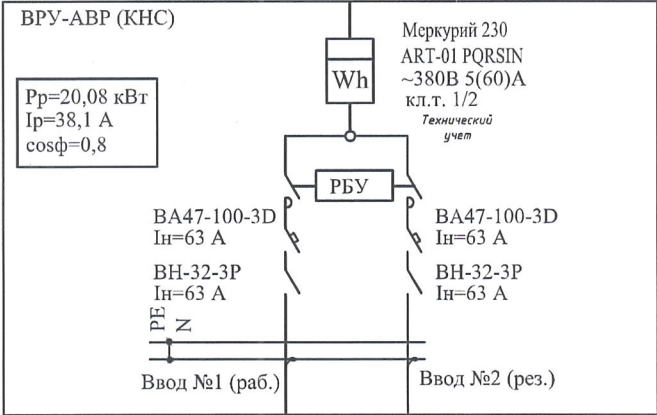 ВРУ-АВР (КНС)
Меркурий 230
ART-01 PQRSIN
~380В 5(60)А
кл.т. 1/2
Технический
учет
Wh
Рр=20,08 кВт
Iр=38,1 А
cosф=0,8
РБУ
ВА47-100-3D
Iн=63 А
ВН-32-3Р
Iн=63 А
ВА47-100-3D
Iн=63 А
ВН-32-3Р
Iн=63 А
PE
N
Ввод №1 (раб.)
Ввод №2 (рез.)